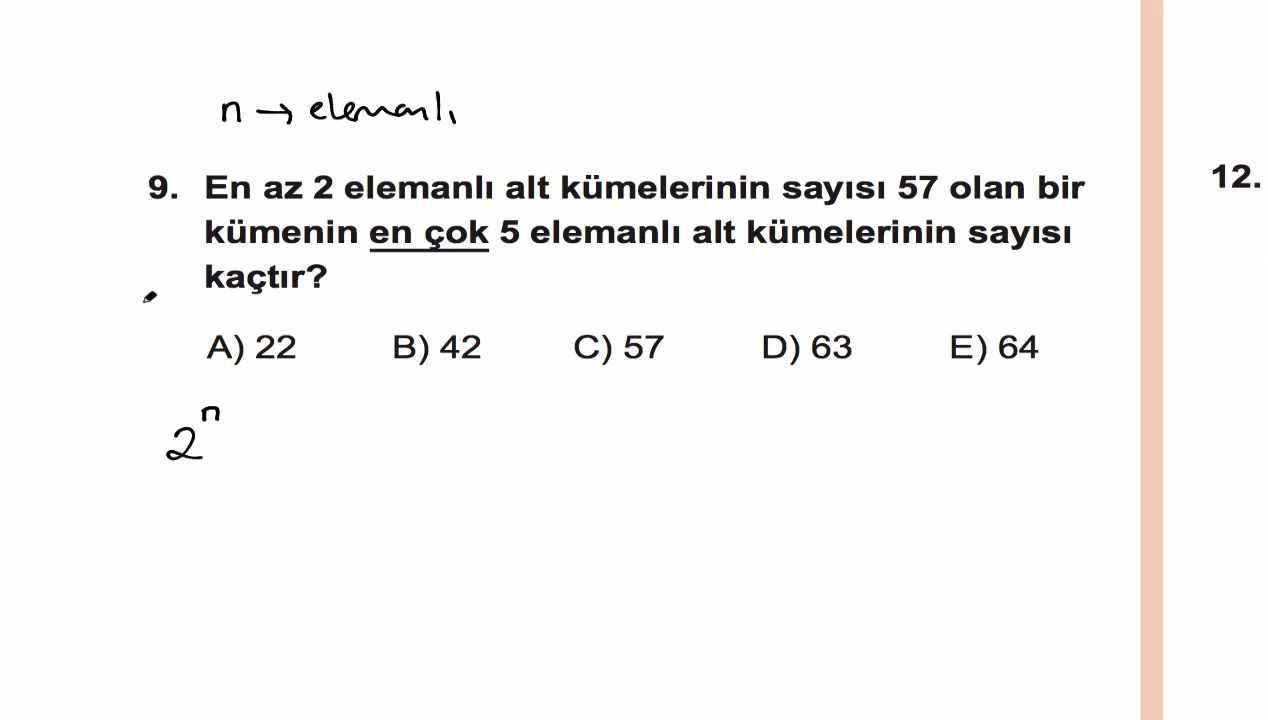 n → elemanlı
9. En az 2 elemanlı alt kümelerinin sayısı 57 olan bir
kümenin en çok 5 elemanlı alt kümelerinin sayısı
kaçtır?
A) 22 B) 42 C) 57 D) 63 E) 64
2ⁿ
12.